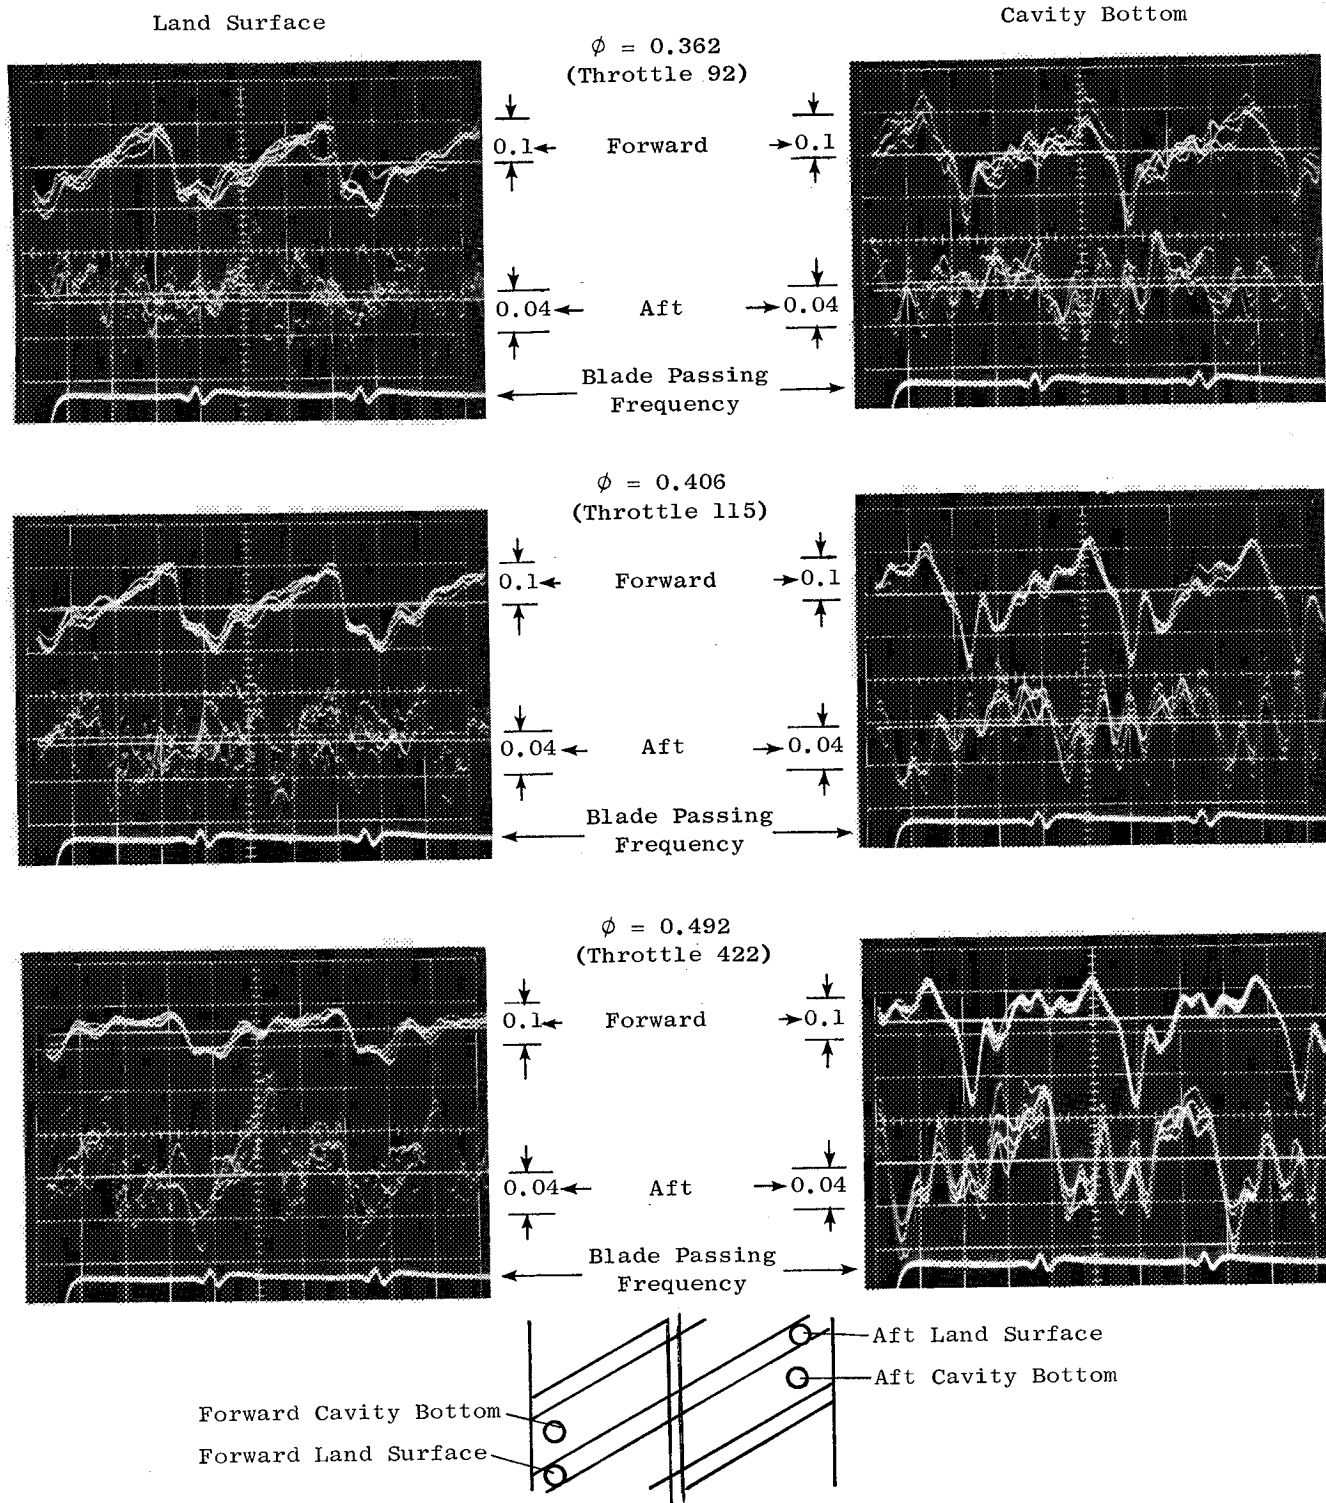 Land Surface
Cavity Bottom
ϕ = 0.362
(Throttle 92)
0.1
Forward
0.1
0.04
Aft
0.04
Blade Passing
Frequency
ϕ = 0.406
(Throttle 115)
0.1
Forward
0.1
0.04
Aft
0.04
Blade Passing
Frequency
ϕ = 0.492
(Throttle 422)
0.1
Forward
0.1
0.04
Aft
0.04
Blade Passing
Frequency
Aft Land Surface
Aft Cavity Bottom
Forward Cavity Bottom
Forward Land Surface